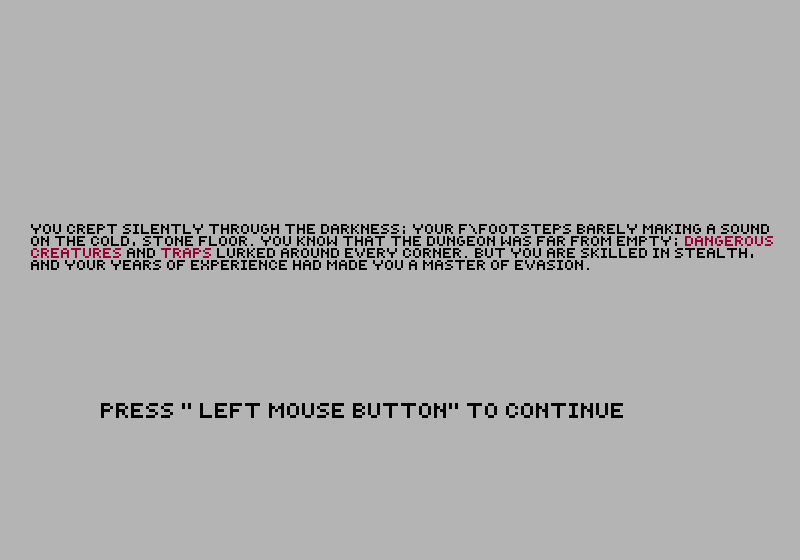 YOU CREPT SILENTLY THROUGH THE DARKNESS; YOUR F\FOOTSTEPS BARELY MAKING A SOUND
ON THE COLD, STONE FLOOR. YOU KNOW THAT THE DUNGEON WAS FAR FROM EMPTY; DANGEROUS
CREATURES AND TRAPS LURKED AROUND EVERY CORNER. BUT YOU ARE SKILLED IN STEALTH,
AND YOUR YEARS OF EXPERIENCE HAD MADE YOU A MASTER OF EVASION.
PRESS " LEFT MOUSE BUTTON" TO CONTINUE